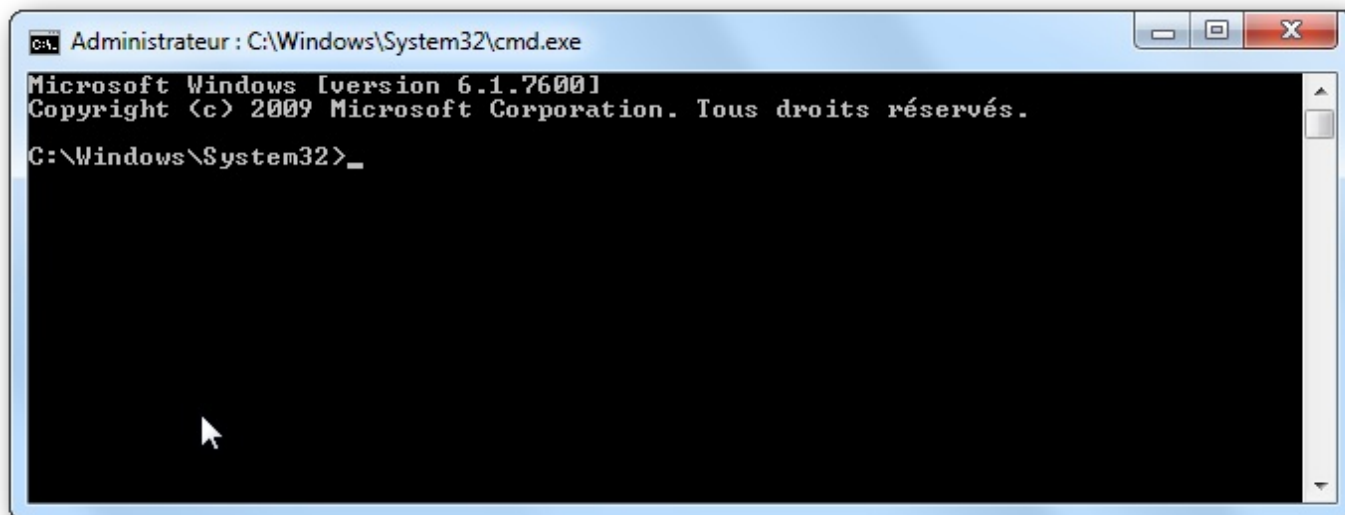 Administrateur : C:\Windows\System32\cmd.exe
Microsoft Windows [version 6.1.7600]
Copyright (c) 2009 Microsoft Corporation. Tous droits réservés.
C:\Windows\System32>_